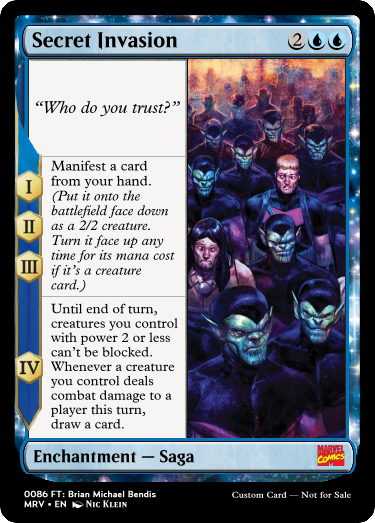 Secret Invasion 2
“Who do you trust?”
I
II
III
Manifest a card
from your hand.
(Put it onto the
battlefield face down
as a 2/2 creature.
Turn it face up any
time for its mana cost
if it's a creature
card.)
IV
Until end of turn,
creatures you control
with power 2 or less
can't be blocked.
Whenever a creature
you control deals
combat damage to a
player this turn,
draw a card.
Enchantment — Saga
MARVEL
COMICS
0086 FT: Brian Michael Bendis
MRV • EN Nic Klein
Custom Card — Not for Sale